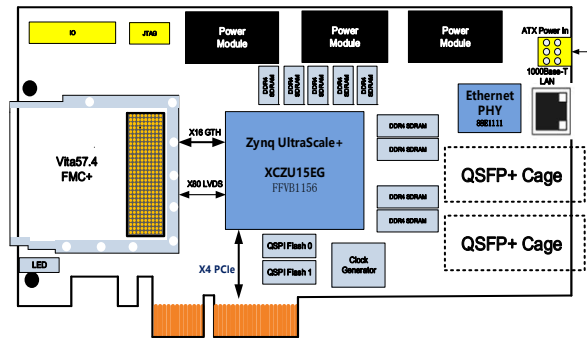 IO
JTAG
Power
Module
Power
Module
Power
Module
ATX Power In
1000Base-T
LAN
DDR4 SDRAM
DDR4 SDRAM
DDR4 SDRAM
DDR4 SDRAM
DDR4 SDRAM
Ethernet
PHY
88E1111
Vita57.4
FMC+
X16 GTH
X80 LVDS
Zynq UltraScale+
XCZU15EG
FFVB1156
DDR4 SDRAM
DDR4 SDRAM
DDR4 SDRAM
DDR4 SDRAM
QSFP+ Cage
QSFP+ Cage
LED
X4 PCIe
QSPI Flash 0
QSPI Flash 1
Clock
Generator